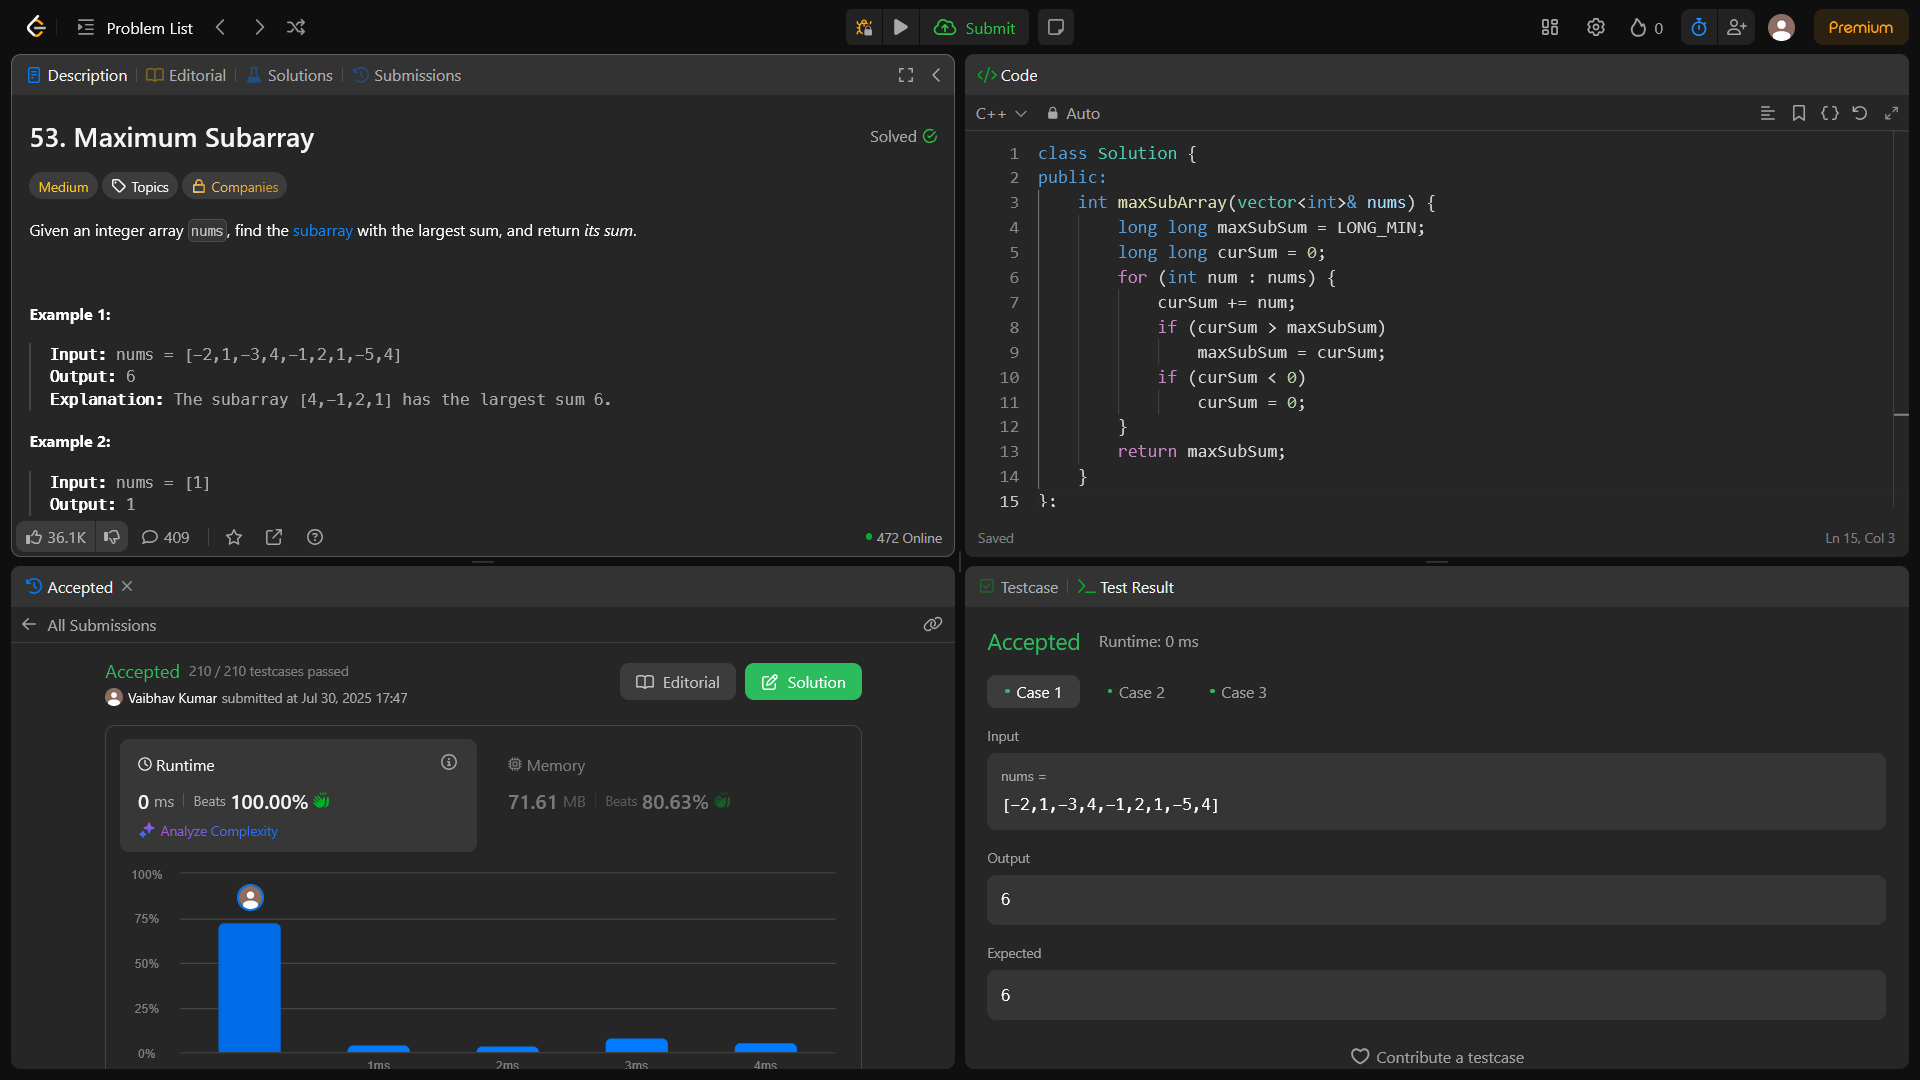 Problem List
Submit
0
Premium
Description
Editorial
Solutions
Submissions
53. Maximum Subarray
Solved
Medium
Topics
Companies
Given an integer array nums, find the subarray with the largest sum, and return its sum.
Example 1:
Input: nums = [-2,1,-3,4,-1,2,1,-5,4]
Output: 6
Explanation: The subarray [4,-1,2,1] has the largest sum 6.
Example 2:
Input: nums = [1]
Output: 1
36.1K
409
472 Online
Code
C++
Auto
1 class Solution {
2 public:
3     int maxSubArray(vector<int>& nums) {
4         long long maxSubSum = LONG_MIN;
5         long long curSum = 0;
6         for (int num : nums) {
7             curSum += num;
8             if (curSum > maxSubSum)
9                 maxSubSum = curSum;
10             if (curSum < 0)
11                 curSum = 0;
12         }
13         return maxSubSum;
14     }
15 };
Saved
Ln 15, Col 3
Accepted
All Submissions
Accepted 210 / 210 testcases passed
Vaibhav Kumar submitted at Jul 30, 2025 17:47
Editorial
Solution
Runtime
0 ms Beats 100.00%
Analyze Complexity
Memory
71.61 MB Beats 80.63%
100%
75%
50%
25%
0%
1ms
2ms
3ms
4ms
Testcase
>_ Test Result
Accepted Runtime: 0 ms
Case 1
Case 2
Case 3
Input
nums =
[-2,1,-3,4,-1,2,1,-5,4]
Output
6
Expected
6
Contribute a testcase